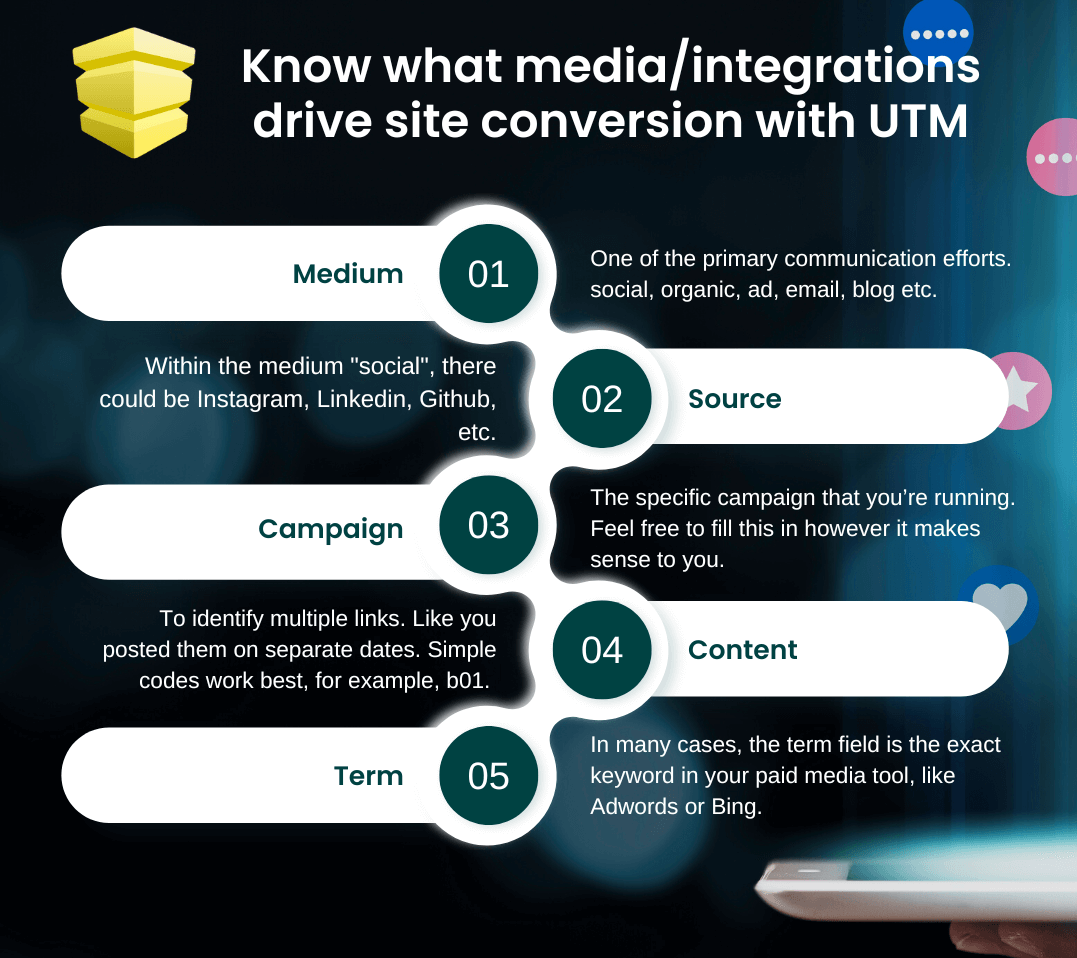 Know what media/integrations
drive site conversion with UTM
Medium
01
One of the primary communication efforts.
social, organic, ad, email, blog etc.
Within the medium "social", there
could be Instagram, Linkedin, Github,
etc.
02
Source
Campaign
03
The specific campaign that you’re running.
Feel free to fill this in however it makes
sense to you.
To identify multiple links. Like you
posted them on separate dates. Simple
codes work best, for example, b01.
04
Content
Term
05
In many cases, the term field is the exact
keyword in your paid media tool, like
Adwords or Bing.